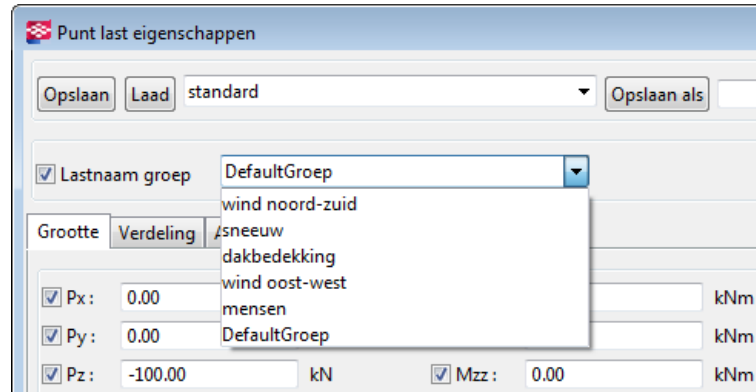 Punt last eigenschappen
Opslaan Laad standard Opslaan als
Lastnaam groep DefaultGroep
wind noord-zuid
Grootte Verdeling sneeuw
dakbedekking
Px : 0.00 wind oost-west kNm
mensen
Py : 0.00 DefaultGroep kNm
Pz : -100.00 kN Mzz : 0.00 kNm